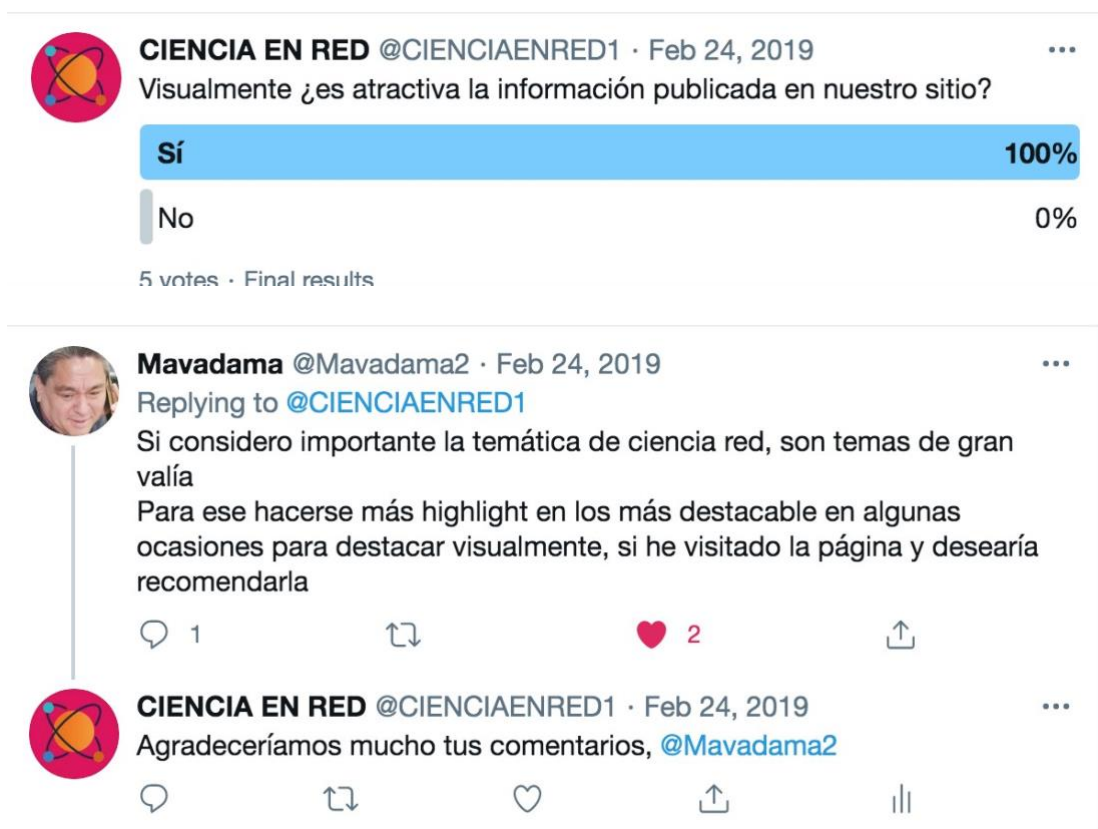 CIENCIA EN RED @CIENCIAENRED1 · Feb 24, 2019
Visualmente ¿es atractiva la información publicada en nuestro sitio?
Sí 100%
No 0%
5 votes · Final results
Mavadama @Mavadama2 · Feb 24, 2019
Replying to @CIENCIAENRED1
Si considero importante la temática de ciencia red, son temas de gran
valía
Para ese hacerse más highlight en los más destacable en algunas
ocasiones para destacar visualmente, si he visitado la página y desearía
recomendarla
1 2
CIENCIA EN RED @CIENCIAENRED1 · Feb 24, 2019
Agradeceríamos mucho tus comentarios, @Mavadama2